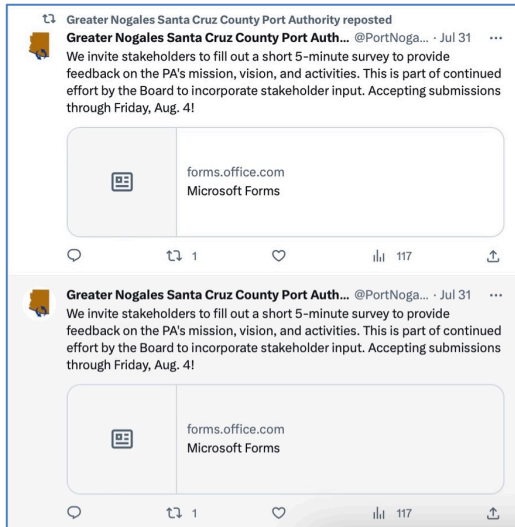 Greater Nogales Santa Cruz County Port Authority reposted
Greater Nogales Santa Cruz County Port Auth... @PortNoga... · Jul 31 ...
We invite stakeholders to fill out a short 5-minute survey to provide
feedback on the PA's mission, vision, and activities. This is part of continued
effort by the Board to incorporate stakeholder input. Accepting submissions
through Friday, Aug. 4!
forms.office.com
Microsoft Forms
1 117
Greater Nogales Santa Cruz County Port Auth... @PortNoga... · Jul 31 ...
We invite stakeholders to fill out a short 5-minute survey to provide
feedback on the PA's mission, vision, and activities. This is part of continued
effort by the Board to incorporate stakeholder input. Accepting submissions
through Friday, Aug. 4!
forms.office.com
Microsoft Forms
1 117